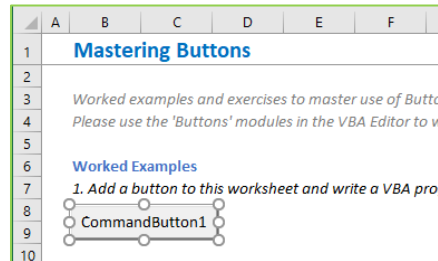 A B C D E F
1 Mastering Buttons
2
3 Worked examples and exercises to master use of
4 Please use the 'Buttons' modules in the VBA Editor to
5
6 Worked Examples
7 1. Add a button to this worksheet and write a VBA
8 CommandButton1
9
10